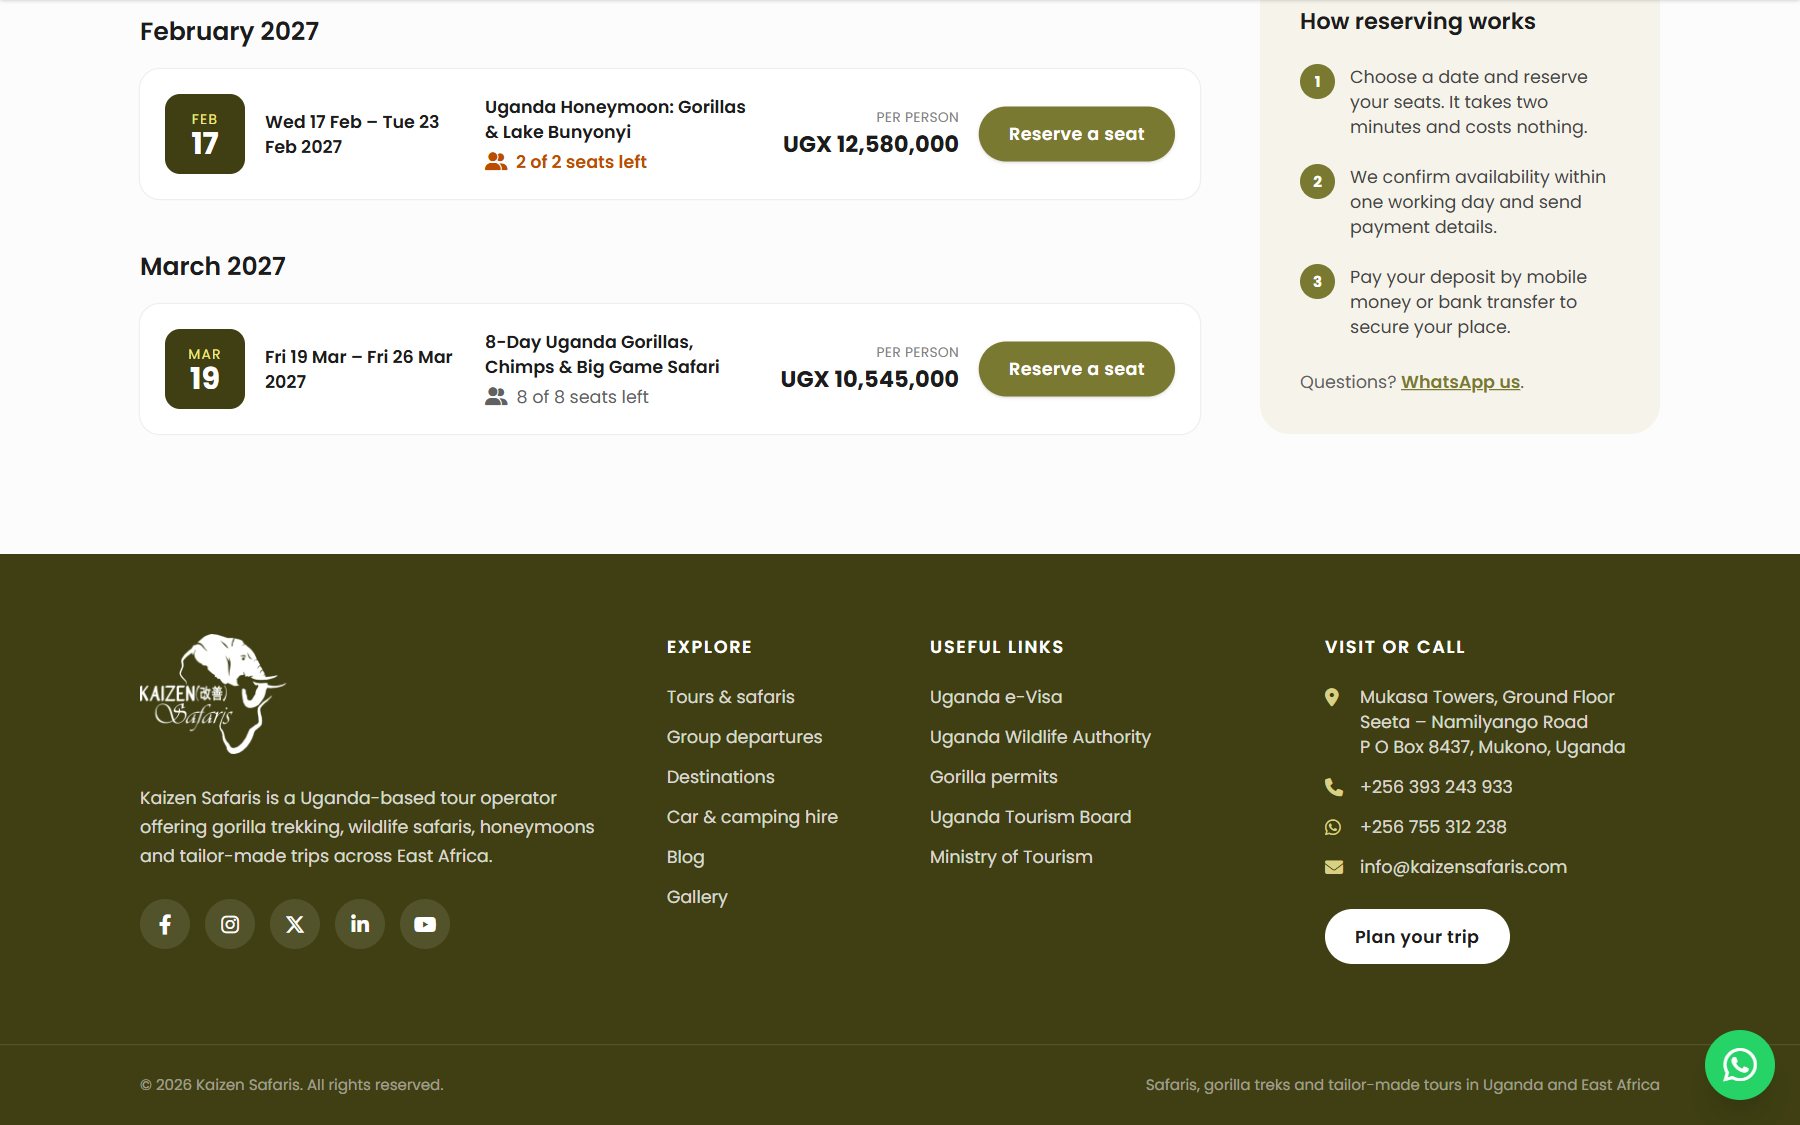 February 2027
FEB
17
Wed 17 Feb – Tue 23
Feb 2027
Uganda Honeymoon: Gorillas
& Lake Bunyonyi
2 of 2 seats left
PER PERSON
UGX 12,580,000
Reserve a seat
March 2027
MAR
19
Fri 19 Mar – Fri 26 Mar
2027
8-Day Uganda Gorillas,
Chimps & Big Game Safari
8 of 8 seats left
PER PERSON
UGX 10,545,000
Reserve a seat
How reserving works
1
Choose a date and reserve
your seats. It takes two
minutes and costs nothing.
2
We confirm availability within
one working day and send
payment details.
3
Pay your deposit by mobile
money or bank transfer to
secure your place.
Questions? WhatsApp us.
KAIZEN(改善)
Safaris
Kaizen Safaris is a Uganda-based tour operator
offering gorilla trekking, wildlife safaris, honeymoons
and tailor-made trips across East Africa.
EXPLORE
Tours & safaris
Group departures
Destinations
Car & camping hire
Blog
Gallery
USEFUL LINKS
Uganda e-Visa
Uganda Wildlife Authority
Gorilla permits
Uganda Tourism Board
Ministry of Tourism
VISIT OR CALL
Mukasa Towers, Ground Floor
Seeta – Namilyango Road
P O Box 8437, Mukono, Uganda
+256 393 243 933
+256 755 312 238
info@kaizensafaris.com
Plan your trip
© 2026 Kaizen Safaris. All rights reserved.
Safaris, gorilla treks and tailor-made tours in Uganda and East Africa